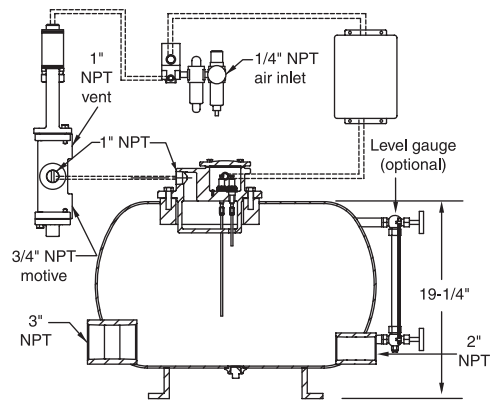 1"
NPT
vent
1/4" NPT
air inlet
1" NPT
Level gauge
(optional)
3/4" NPT
motive
19-1/4"
3"
NPT
2"
NPT